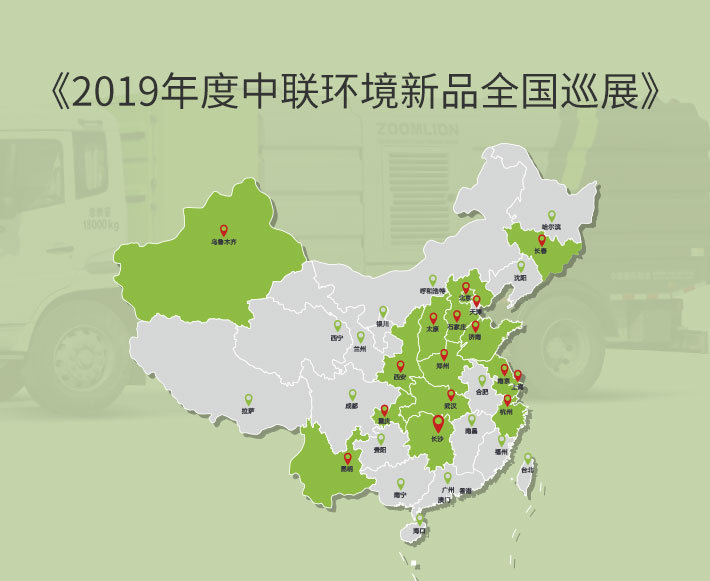 《2019年度中联环境新品全国巡展》
ZOOMLION
哈尔滨
长春
乌鲁木齐
沈阳
呼和浩特
北京
天津
银川
太原
石家庄
西宁
济南
兰州
郑州
西安
南京
上海
合肥
拉萨
成都
武汉
杭州
重庆
南昌
长沙
贵阳
福州
昆明
台北
南宁
广州
香港
澳门
海口